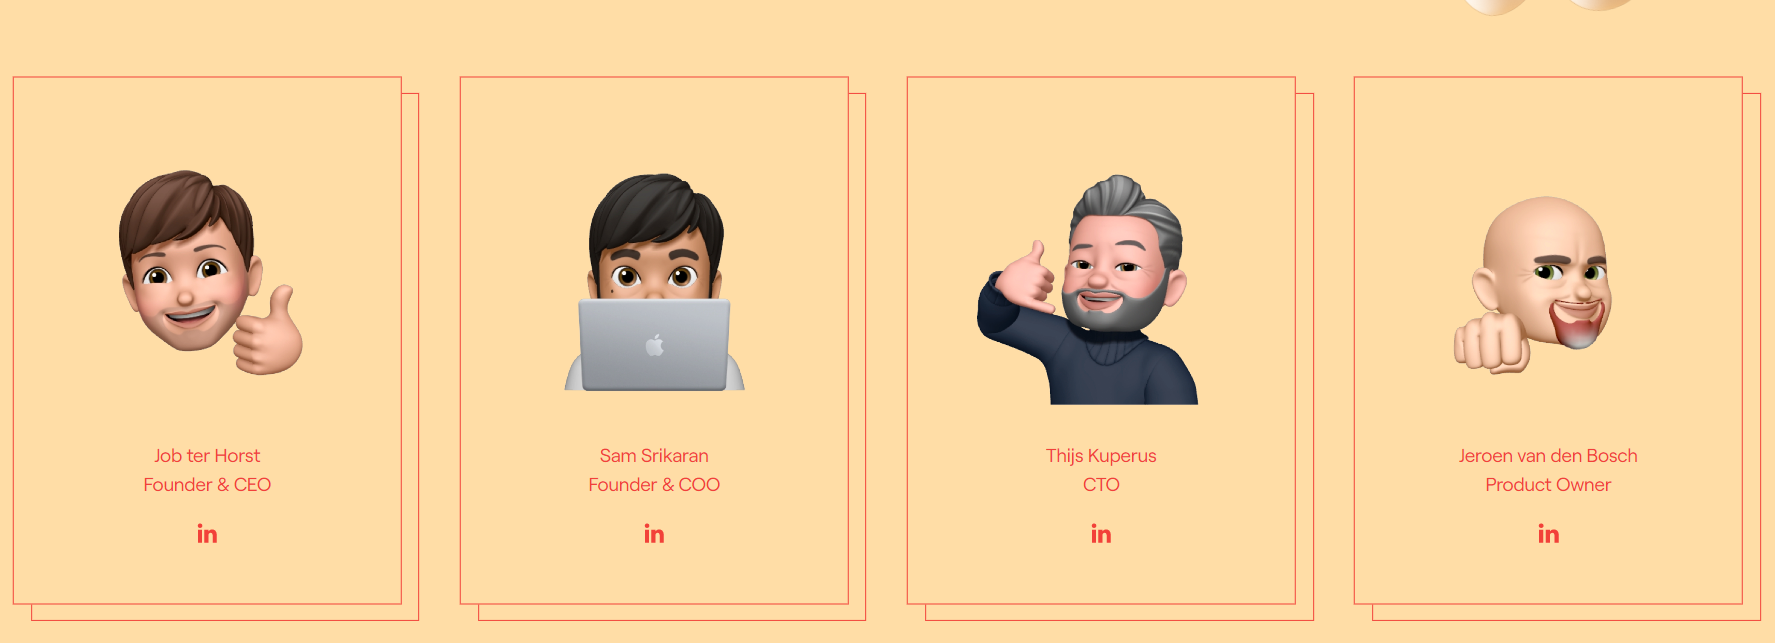 Job ter Horst
Founder & CEO
in
Sam Srikaran
Founder & COO
in
Thijs Kuperus
CTO
in
Jeroen van den Bosch
Product Owner
in